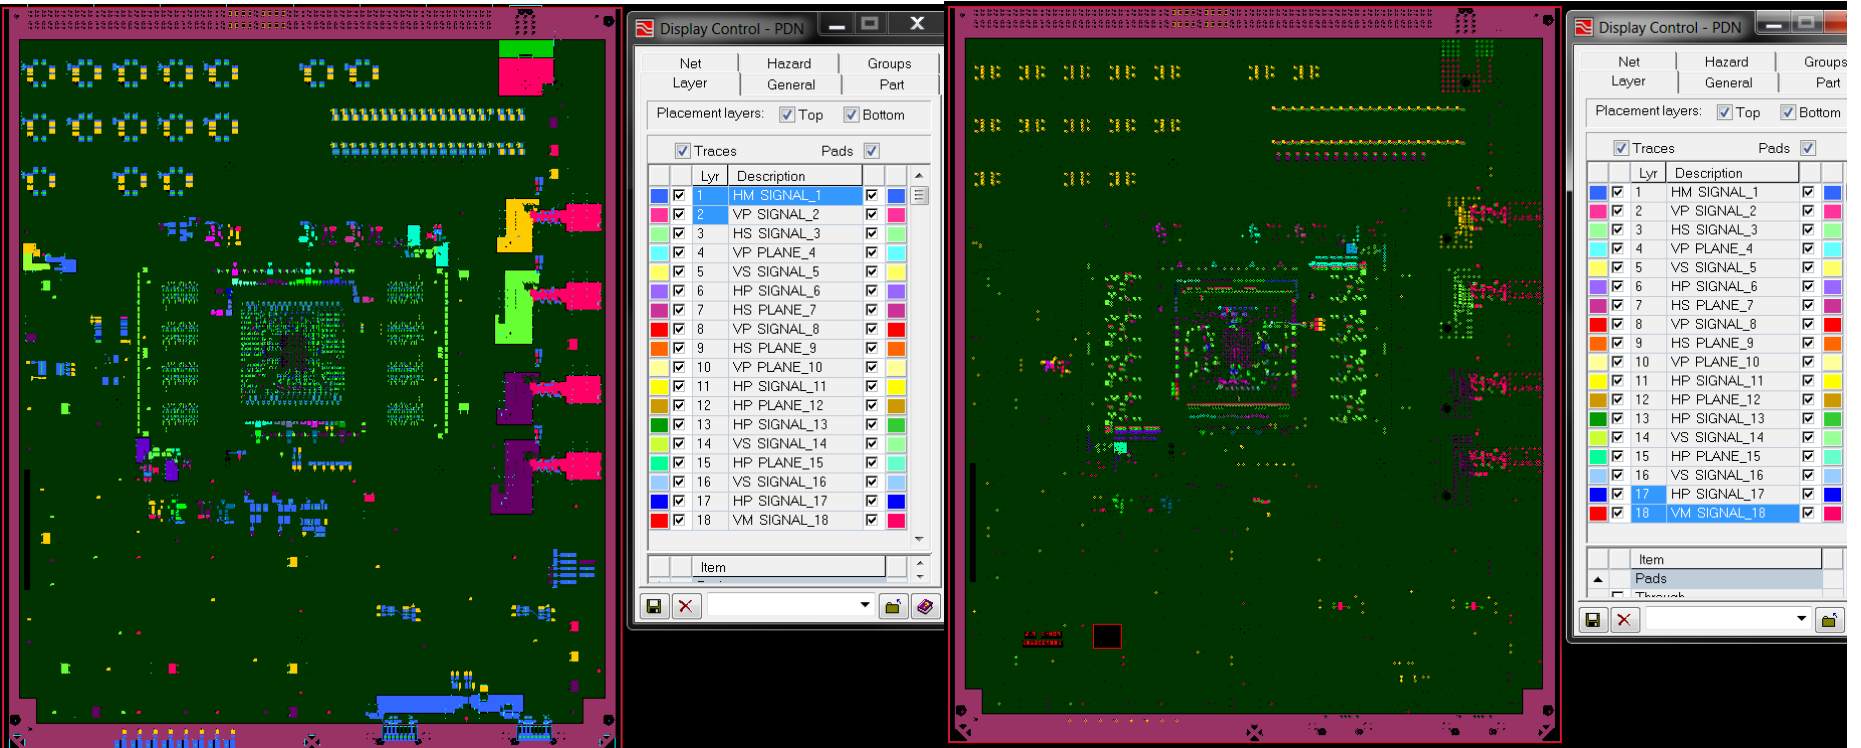 Display Control - PDN
Net Hazard Groups
Layer General Part
Placement layers: Top Bottom
Traces Pads
Lyr Description
1 HM SIGNAL_1
2 VP SIGNAL_2
3 HS SIGNAL_3
4 VP PLANE_4
5 VS SIGNAL_5
6 HP SIGNAL_6
7 HS PLANE_7
8 VP SIGNAL_8
9 HS PLANE_9
10 VP PLANE_10
11 HP SIGNAL_11
12 HP PLANE_12
13 HP SIGNAL_13
14 VS SIGNAL_14
15 HP PLANE_15
16 VS SIGNAL_16
17 HP SIGNAL_17
18 VM SIGNAL_18
Item
Display Control - PDN
Net Hazard Groups
Layer General Part
Placement layers: Top Bottom
Traces Pads
Lyr Description
1 HM SIGNAL_1
2 VP SIGNAL_2
3 HS SIGNAL_3
4 VP PLANE_4
5 VS SIGNAL_5
6 HP SIGNAL_6
7 HS PLANE_7
8 VP SIGNAL_8
9 HS PLANE_9
10 VP PLANE_10
11 HP SIGNAL_11
12 HP PLANE_12
13 HP SIGNAL_13
14 VS SIGNAL_14
15 HP PLANE_15
16 VS SIGNAL_16
17 HP SIGNAL_17
18 VM SIGNAL_18
Item
Pads
Through